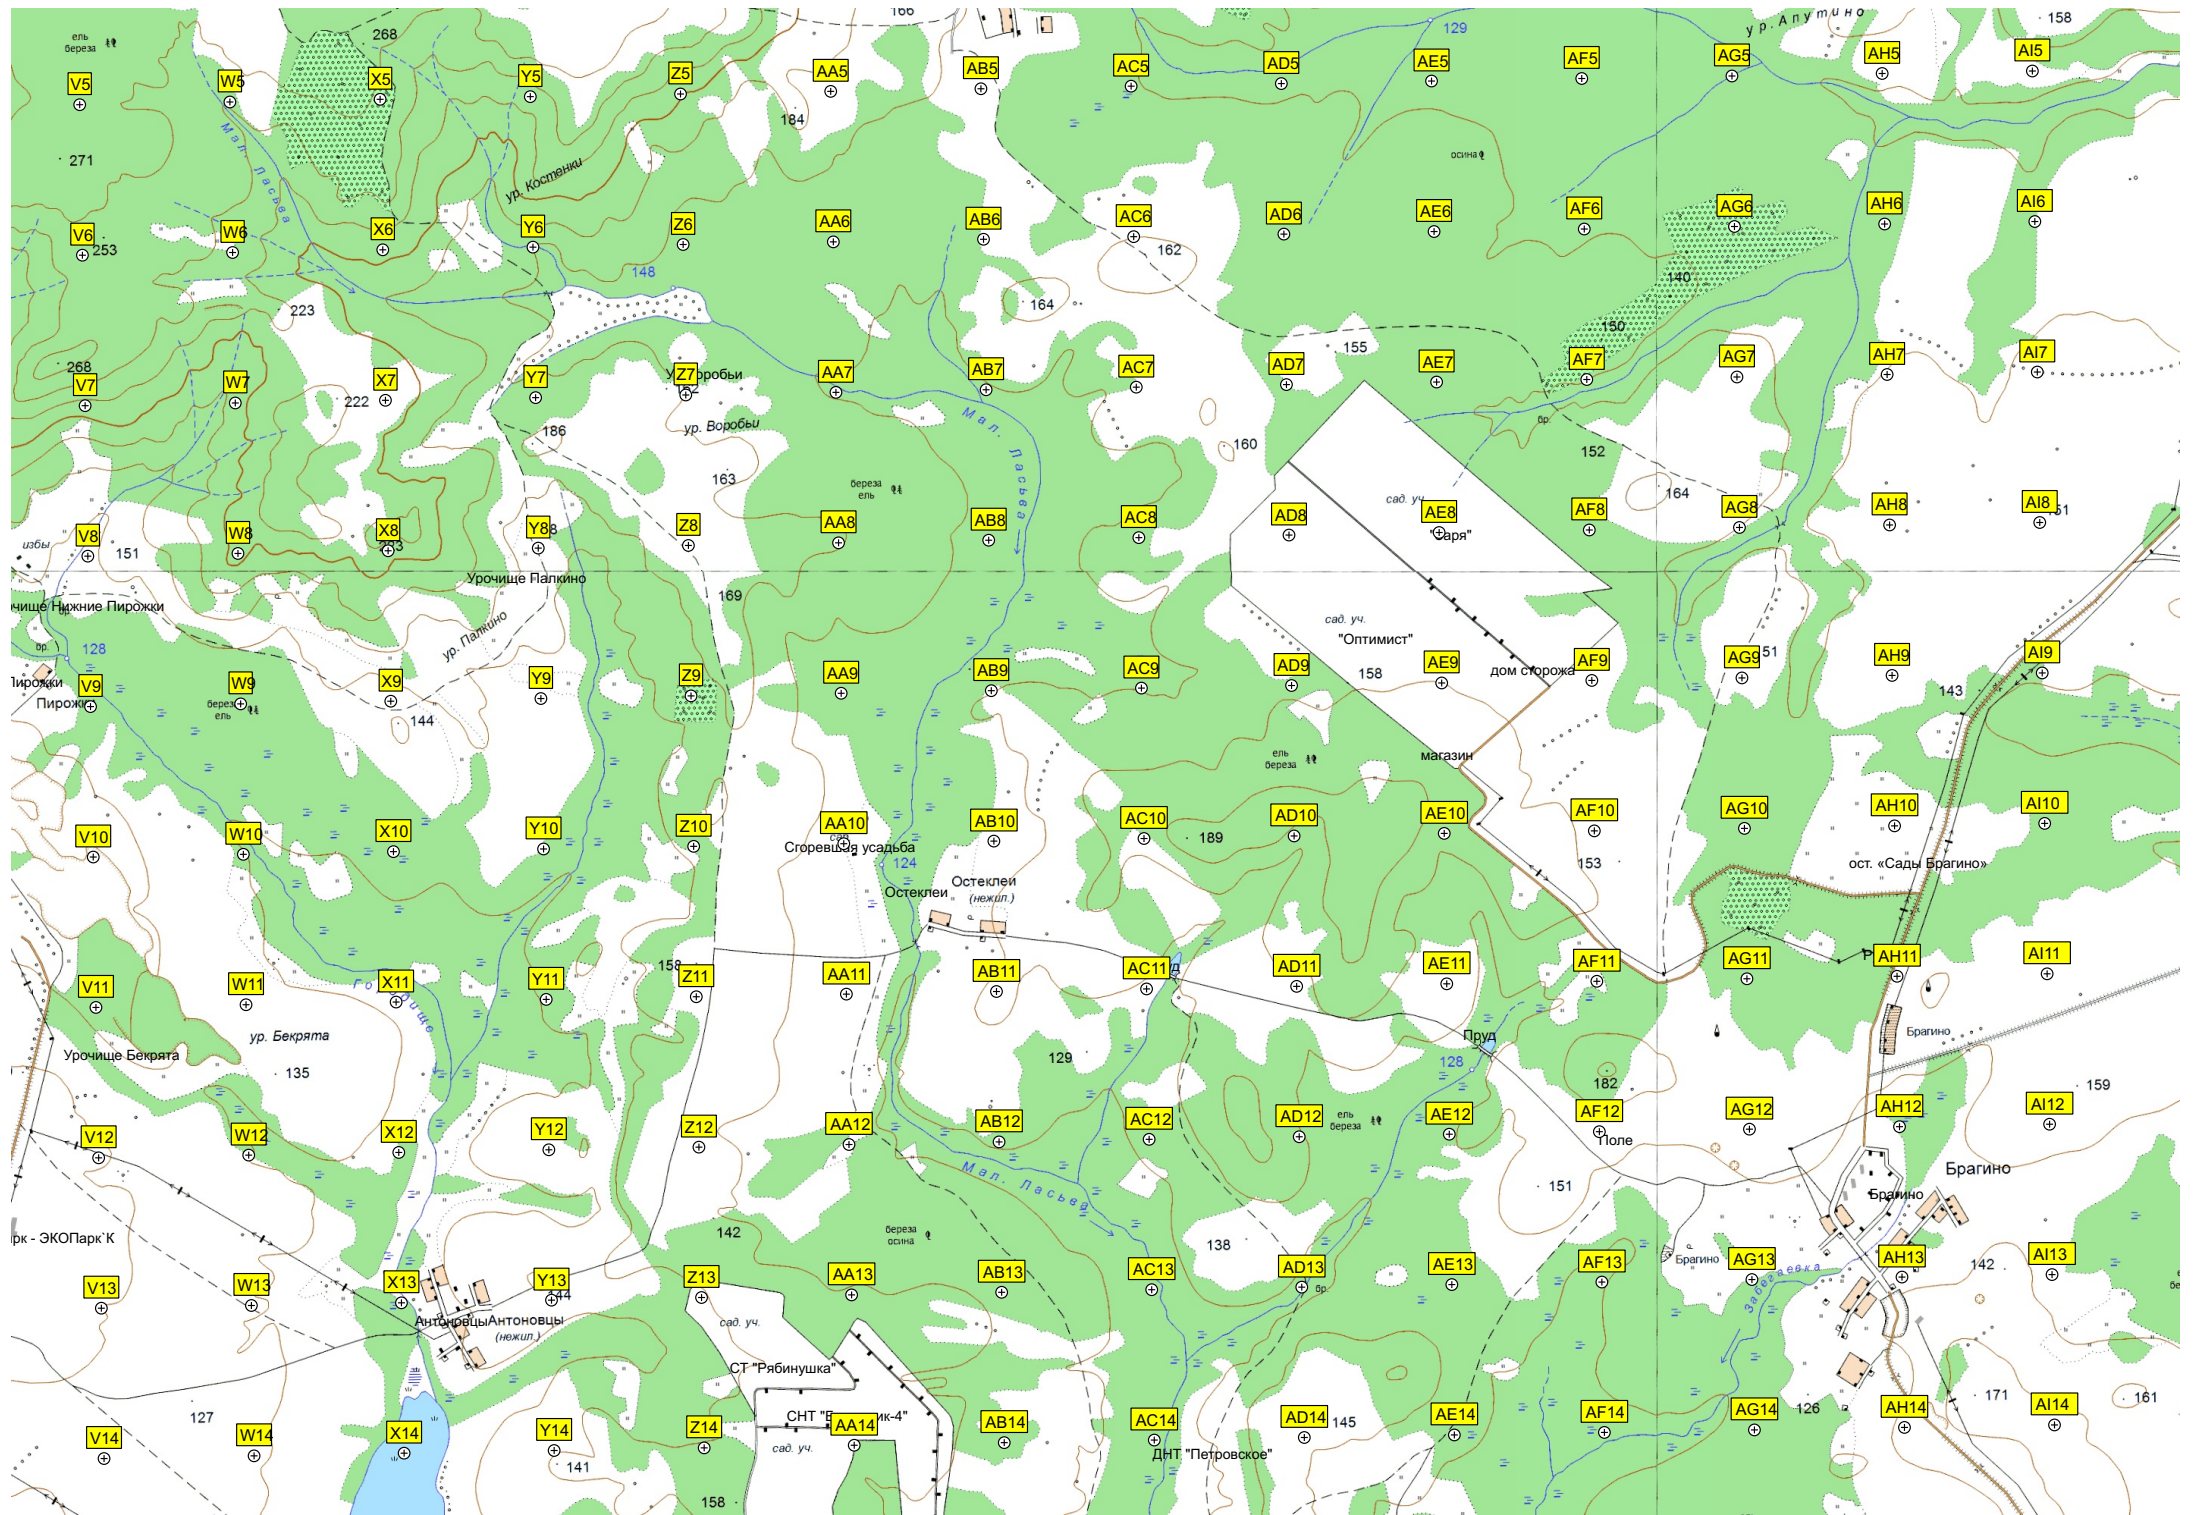 166
ур. Апутино
158
ель
береза
268
129
V5
W5
X5
Y5
Z5
AA5
AB5
AC5
AD5
AE5
AF5
AG5
AH5
AI5
184
271
Мал. Ласьва
ур. Костенки
осина
V6
W6
X6
Y6
Z6
AA6
AB6
AC6
AD6
AE6
AF6
AG6
AH6
AI6
253
162
148
140
223
164
150
155
268
V7
W7
X7
Y7
Z7
AA7
AB7
AC7
AD7
AE7
AF7
AG7
AH7
AI7
222
ур. Воробьи
186
Мал. Ласьва
160
бр.
152
163
береза
ель
164
сад. уч.
V8
W8
X8
Y8
Z8
AA8
AB8
AC8
AD8
AE8
AF8
AG8
AH8
AI8
избы
151
Урочище Палкино
169
сад. уч.
"Оптимист"
ур. Палкино
бр.
128
V9
W9
X9
Y9
Z9
AA9
AB9
AC9
AD9
AE9
AF9
AG9
AH9
AI9
158
дом сторожа
143
ель
144
ель
береза
магазин
V10
W10
X10
Y10
Z10
AA10
AB10
AC10
AD10
AE10
AF10
AG10
AH10
AI10
189
153
Сгоревшая усадьба
124
ост. «Сады Брагино»
Остеклеи
Остеклеи
(нежил.)
V11
W11
X11
Y11
Z11
AA11
AB11
AC11
AD11
AE11
AF11
AG11
AH11
AI11
158
ур. Бекрята
Урочище Бекрята
135
129
Пруд
128
Брагино
182
159
V12
W12
X12
Y12
Z12
AA12
AB12
AC12
AD12
AE12
AF12
AG12
AH12
AI12
ель
береза
Поле
Мал. Ласьва
Брагино
151
Брагино
142
береза
осина
138
рк - ЭКОПарк`К
Брагино
Забегаевка
142
V13
W13
X13
Y13
Z13
AA13
AB13
AC13
AD13
AE13
AF13
AG13
AH13
AI13
бр.
Антоновцы
Антоновцы
(нежил.)
сад. уч.
СТ "Рябинушка"
171
161
127
126
145
V14
W14
X14
Y14
Z14
AA14
AB14
AC14
AD14
AE14
AF14
AG14
AH14
AI14
сад. уч.
ДНТ "Петровское"
141
158